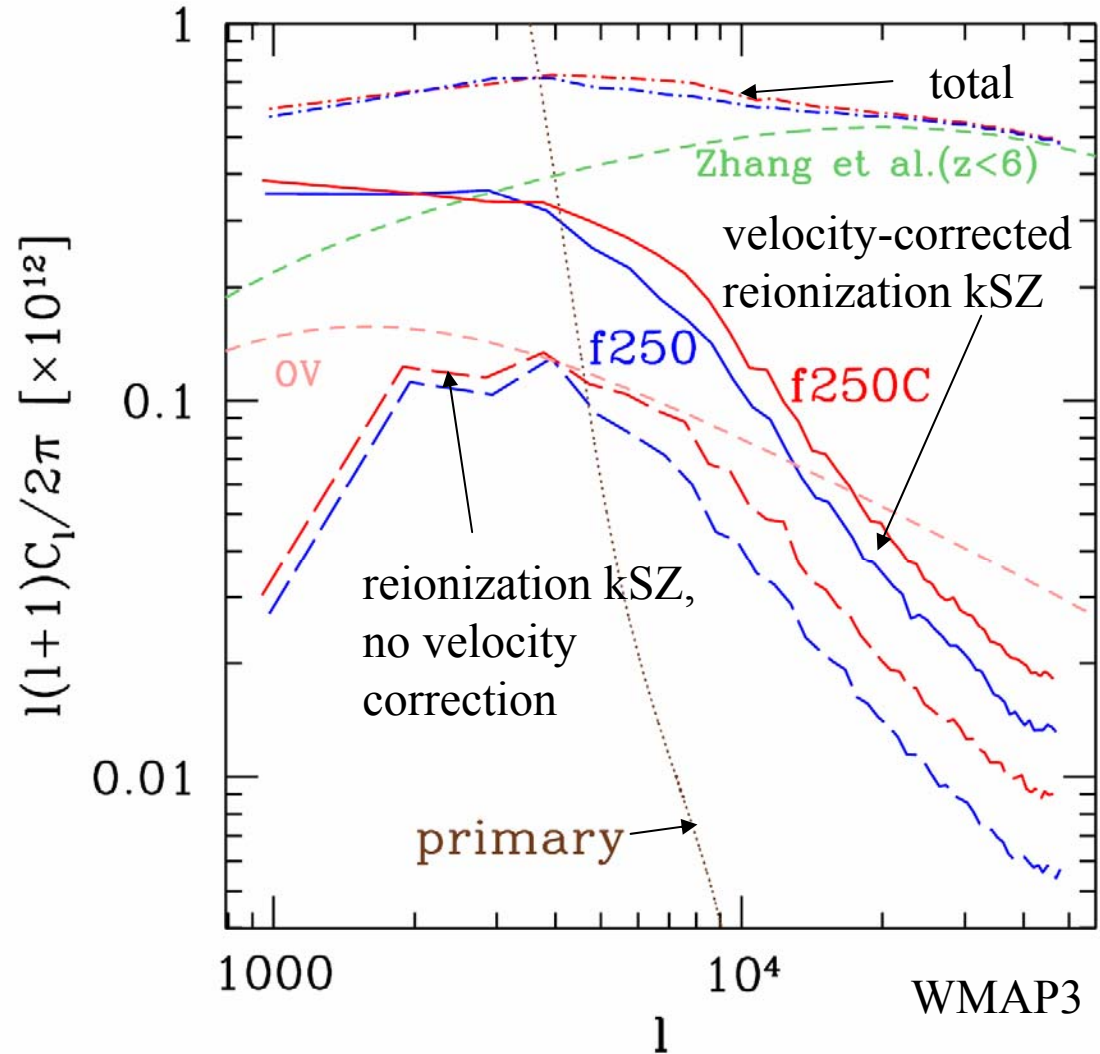 1
total
Zhang et al.(z<6)
velocity-corrected
reionization kSZ
l(l+1)Cₗ/2π [×10¹²]
OV
f250
0.1
f250C
reionization kSZ,
no velocity
correction
0.01
primary
1000
10⁴
WMAP3
l